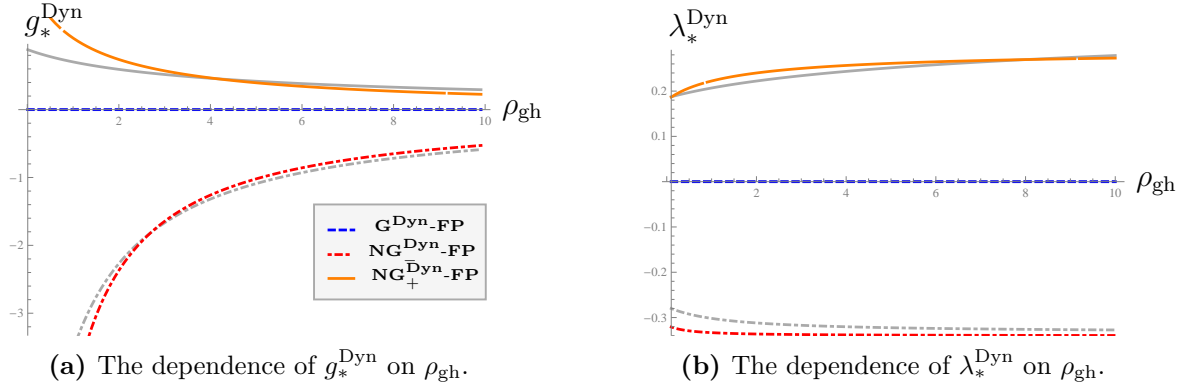 g_*^Dyn
2 4 6 8 10
ρ_gh
-1
-2
-3
G^Dyn-FP
NG_-^Dyn-FP
NG_+^Dyn-FP
(a) The dependence of g_*^Dyn on ρ_gh.
λ_*^Dyn
0.2
0.1
2 4 6 8 10
ρ_gh
-0.1
-0.2
-0.3
(b) The dependence of λ_*^Dyn on ρ_gh.